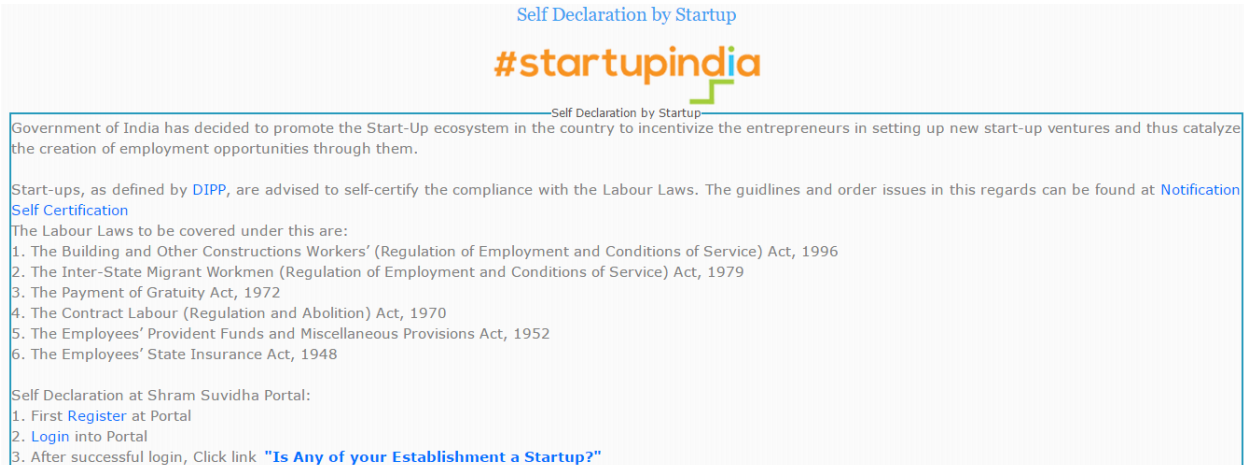 Self Declaration by Startup
#startupindia
Self Declaration by Startup
Government of India has decided to promote the Start-Up ecosystem in the country to incentivize the entrepreneurs in setting up new start-up ventures and thus catalyze
the creation of employment opportunities through them.
Start-ups, as defined by DIPP, are advised to self-certify the compliance with the Labour Laws. The guidlines and order issues in this regards can be found at Notification
Self Certification
The Labour Laws to be covered under this are:
1. The Building and Other Constructions Workers’ (Regulation of Employment and Conditions of Service) Act, 1996
2. The Inter-State Migrant Workmen (Regulation of Employment and Conditions of Service) Act, 1979
3. The Payment of Gratuity Act, 1972
4. The Contract Labour (Regulation and Abolition) Act, 1970
5. The Employees’ Provident Funds and Miscellaneous Provisions Act, 1952
6. The Employees’ State Insurance Act, 1948
Self Declaration at Shram Suvidha Portal:
1. First Register at Portal
2. Login into Portal
3. After successful login, Click link "Is Any of your Establishment a Startup?"